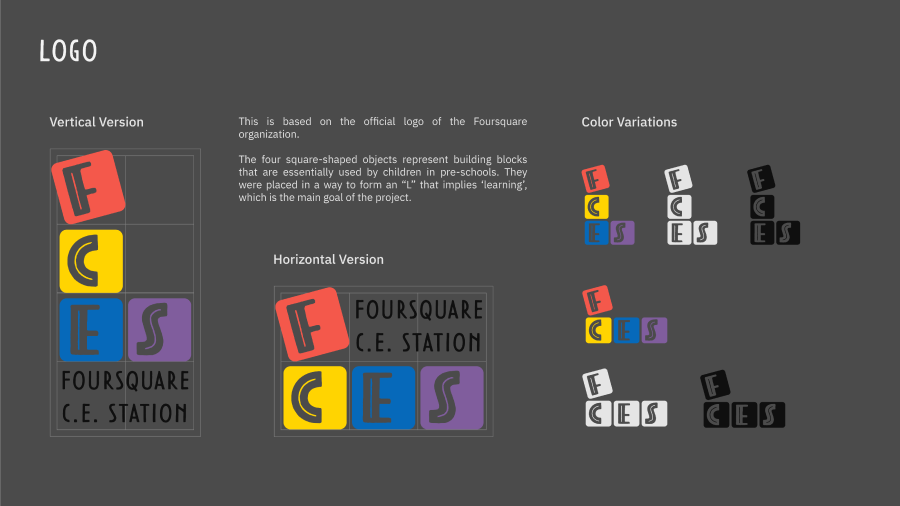 LOGO
Vertical Version
F
C
E S
FOURSQUARE
C.E. STATION
This is based on the official logo of the Foursquare
organization.
The four square-shaped objects represent building blocks
that are essentially used by children in pre-schools. They
were placed in a way to form an “L” that implies ‘learning’,
which is the main goal of the project.
Horizontal Version
F FOURSQUARE
C.E. STATION
C E S
Color Variations
F F F
C C C
E S E S E S
F
C E S
F F
C E S C E S